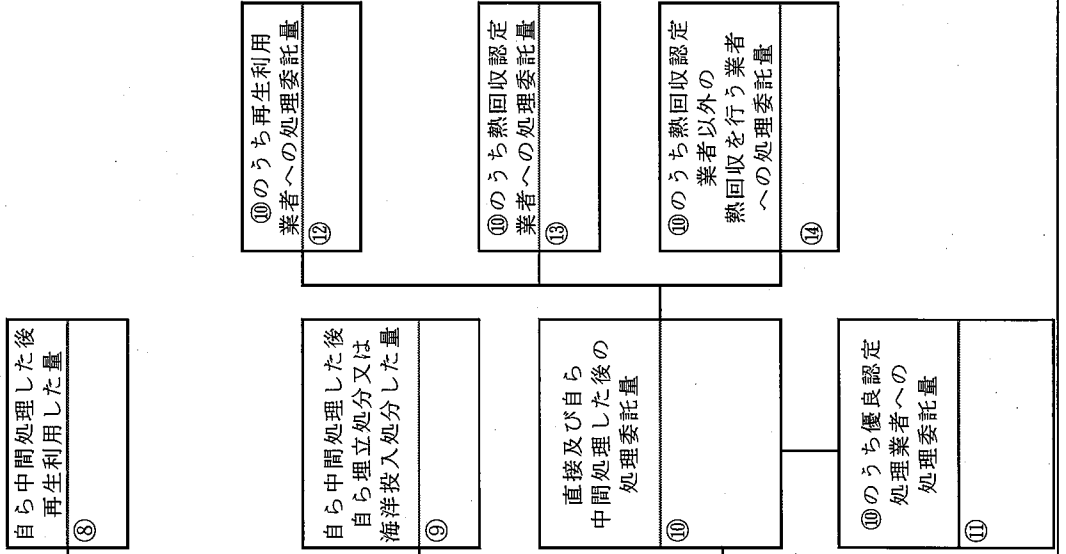 自ら中間処理した後
再生利用した量
⑧
自ら中間処理した後
自ら埋立処分又は
海洋投入処分した量
⑨
直接及び自ら
中間処理した後の
処理委託量
⑩
⑩のうち優良認定
処理業者への
処理委託量
⑪
⑩のうち再生利用
業者への処理委託量
⑫
⑩のうち熱回収認定
業者への処理委託量
⑬
⑩のうち熱回収認定
業者以外の
熱回収を行う業者
への処理委託量
⑭